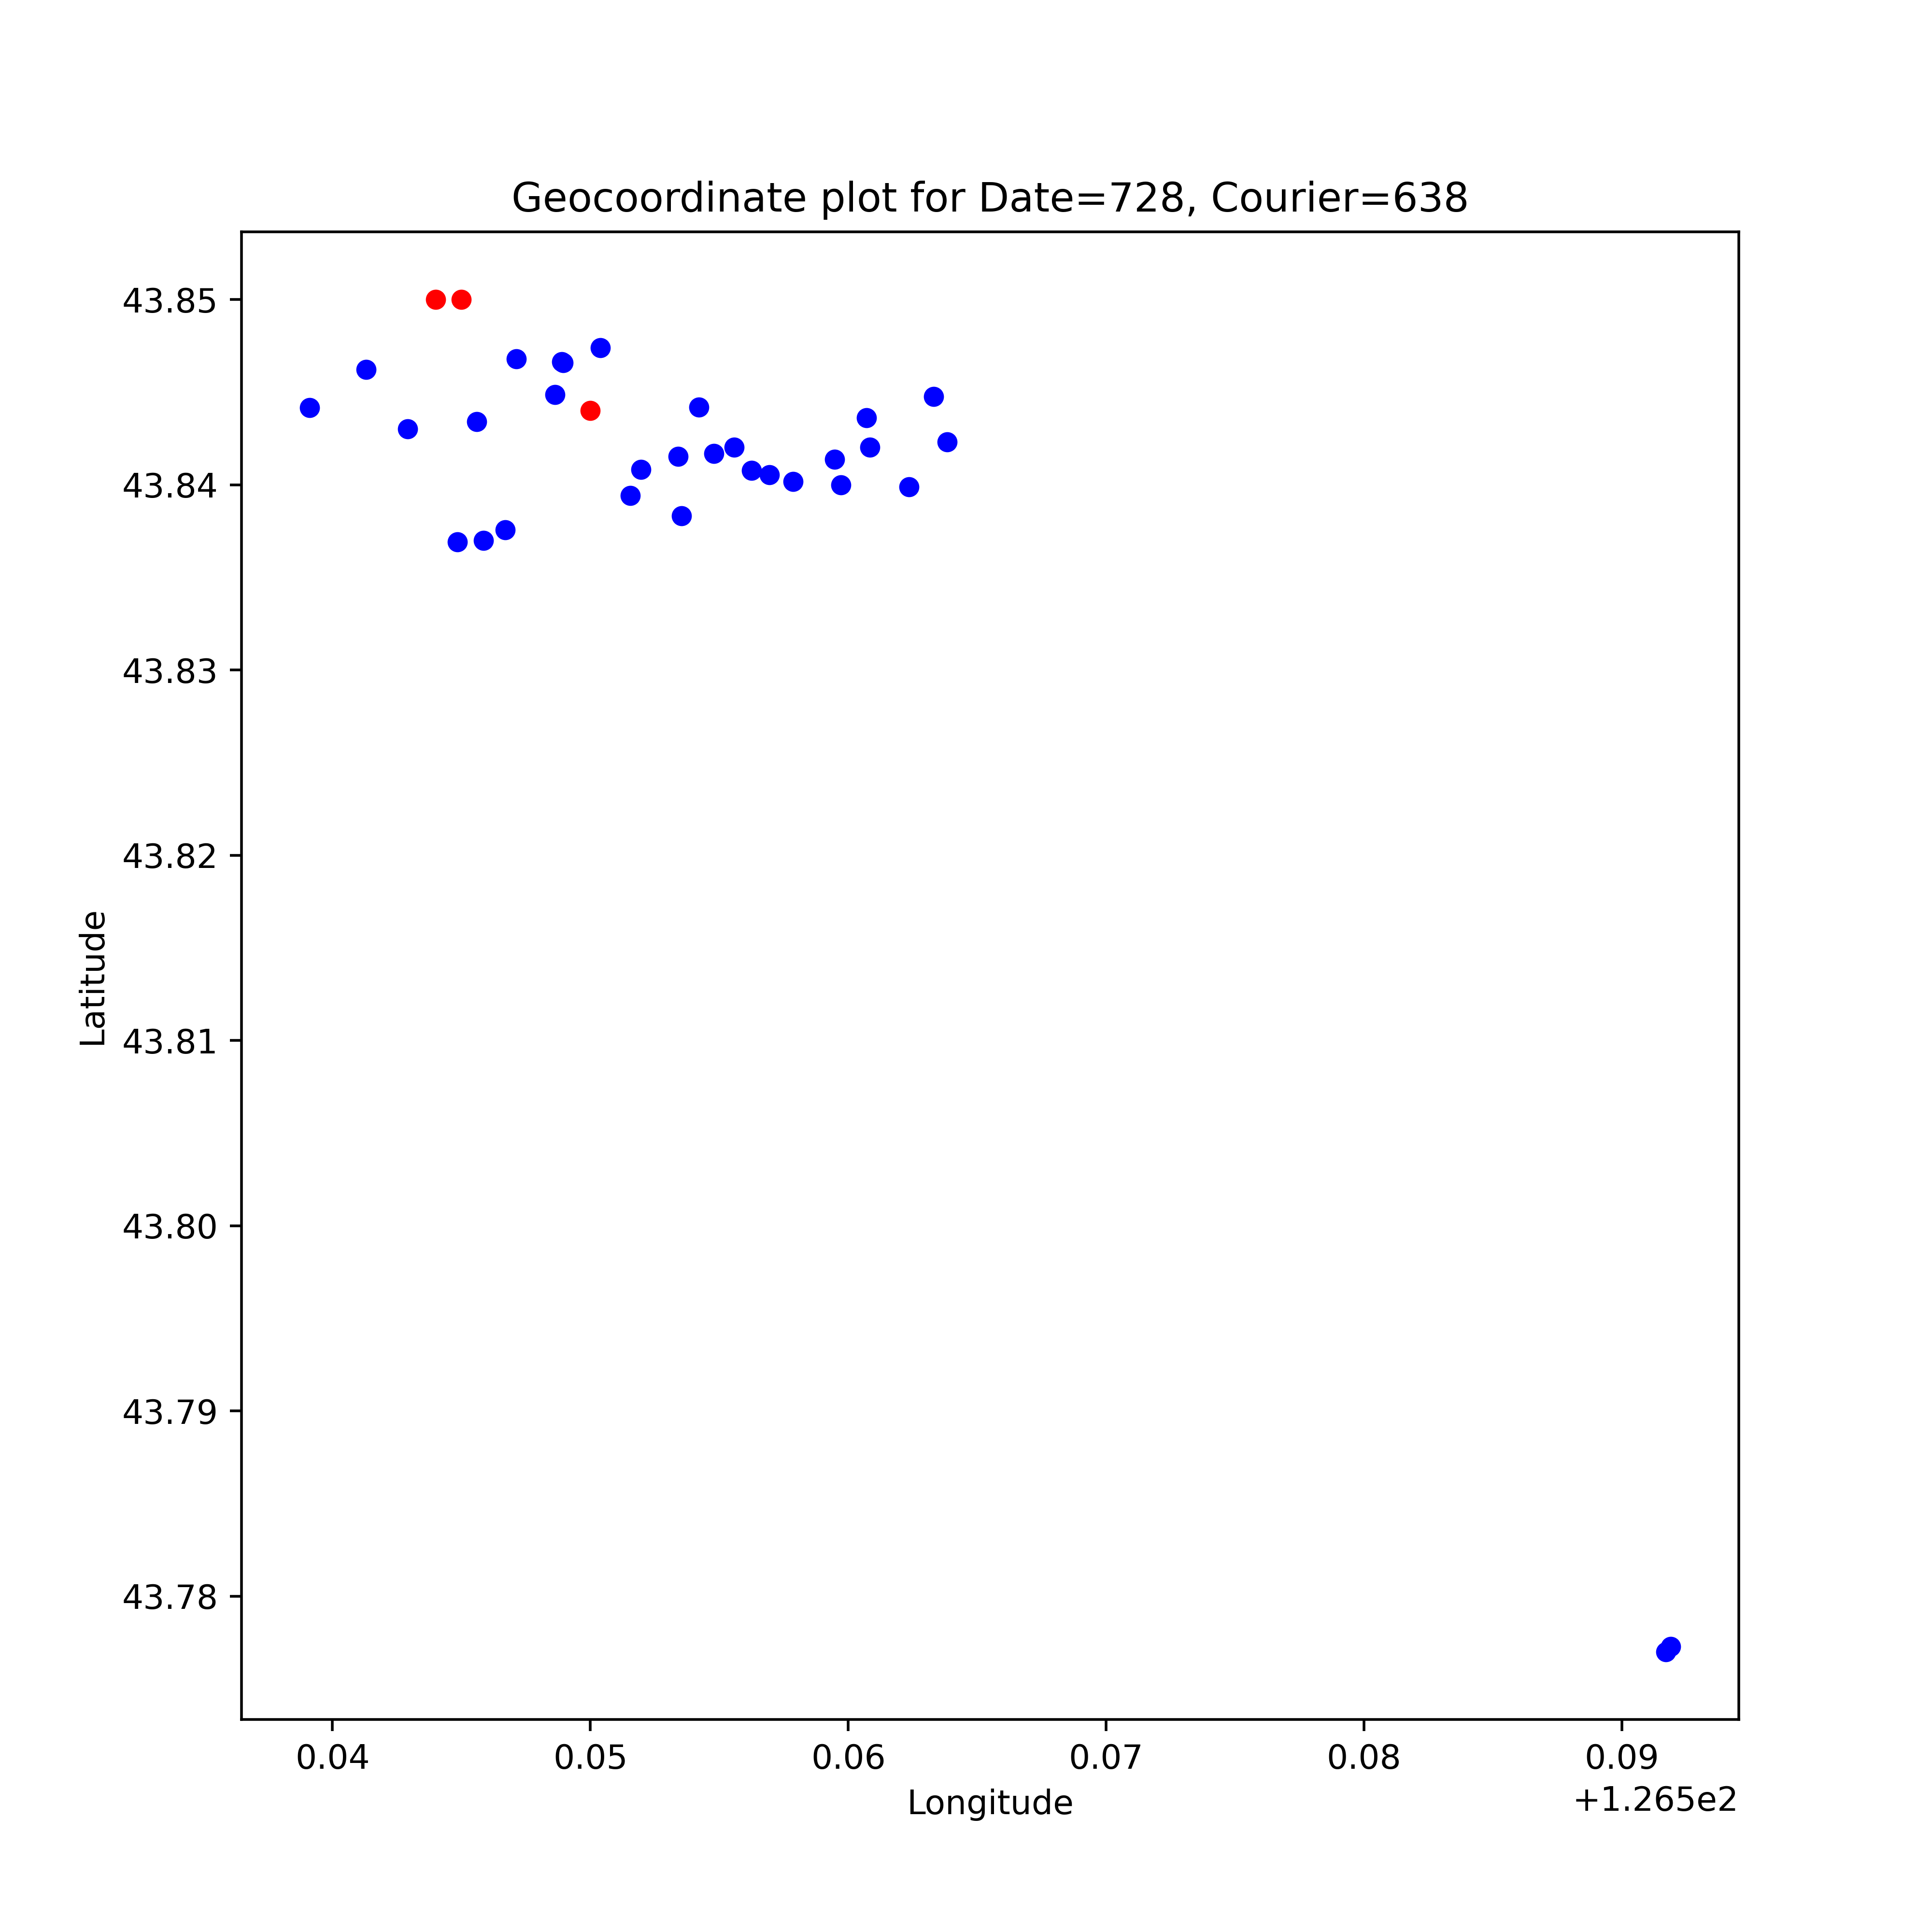 Geocoordinate plot for Date=728, Courier=638
43.85
43.84
43.83
43.82
43.81
43.80
43.79
43.78
Latitude
0.04 0.05 0.06 0.07 0.08 0.09
+1.265e2
Longitude